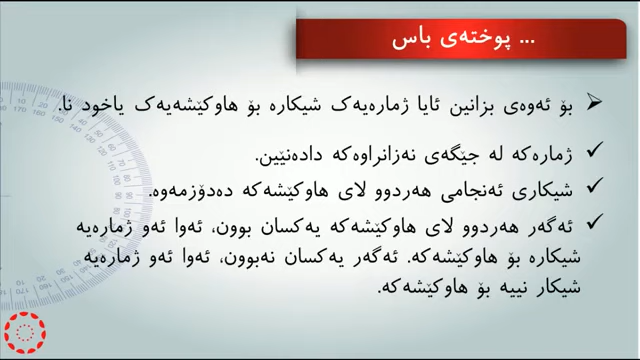 ... پوختەی باس
بۆ ئەوەی بزانین ئایا ژمارەیەک شیکارە بۆ هاوکێشەیەک یاخود نا.
ژمارەکە لە جێگەی نەزانراوەکە دادەنێین.
شیکاری ئەنجامی هەردوو لای هاوکێشەکە دەدۆزمەوە.
ئەگەر هەردوو لای هاوکێشەکە یەکسان بوون، ئەوا ئەو ژمارەیە
شیکارە بۆ هاوکێشەکە. ئەگەر یەکسان نەبوون، ئەوا ئەو ژمارەیە
شیکار نییە بۆ هاوکێشەکە.